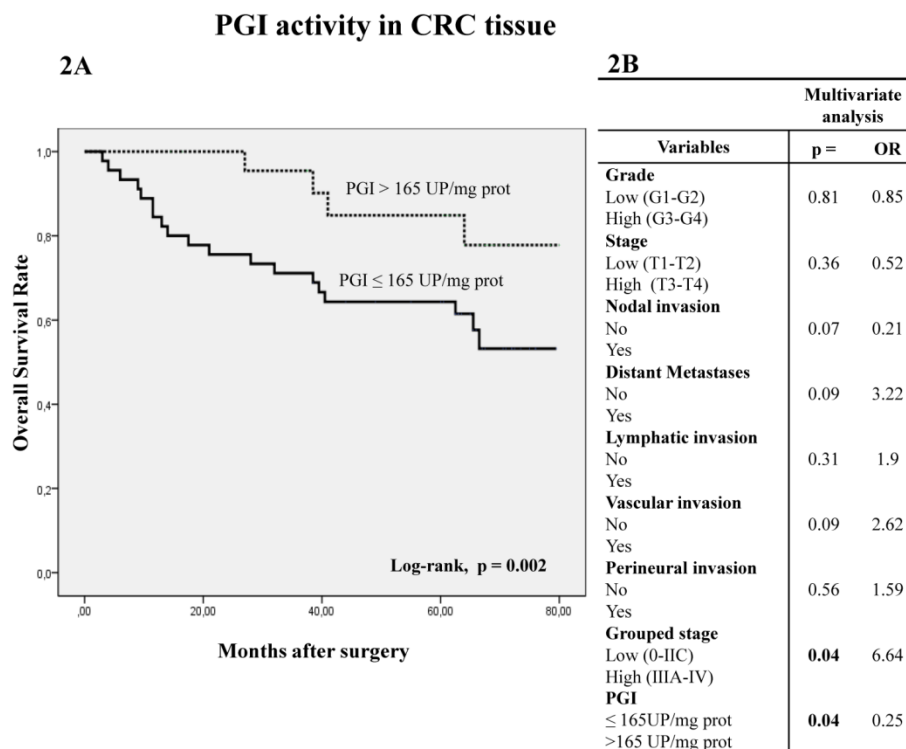 PGI activity in CRC tissue
2A
1,0
0,8
0,6
0,4
0,2
0,0
Overall Survival Rate
PGI > 165 UP/mg prot
PGI ≤ 165 UP/mg prot
Log-rank, p = 0.002
,00 20,00 40,00 60,00 80,00
Months after surgery
2B
Multivariate
analysis
Variables p = OR
Grade
Low (G1-G2) 0.81 0.85
High (G3-G4)
Stage
Low (T1-T2) 0.36 0.52
High (T3-T4)
Nodal invasion
No 0.07 0.21
Yes
Distant Metastases
No 0.09 3.22
Yes
Lymphatic invasion
No 0.31 1.9
Yes
Vascular invasion
No 0.09 2.62
Yes
Perineural invasion
No 0.56 1.59
Yes
Grouped stage
Low (0-IIC) 0.04 6.64
High (IIIA-IV)
PGI
≤ 165UP/mg prot 0.04 0.25
>165 UP/mg prot